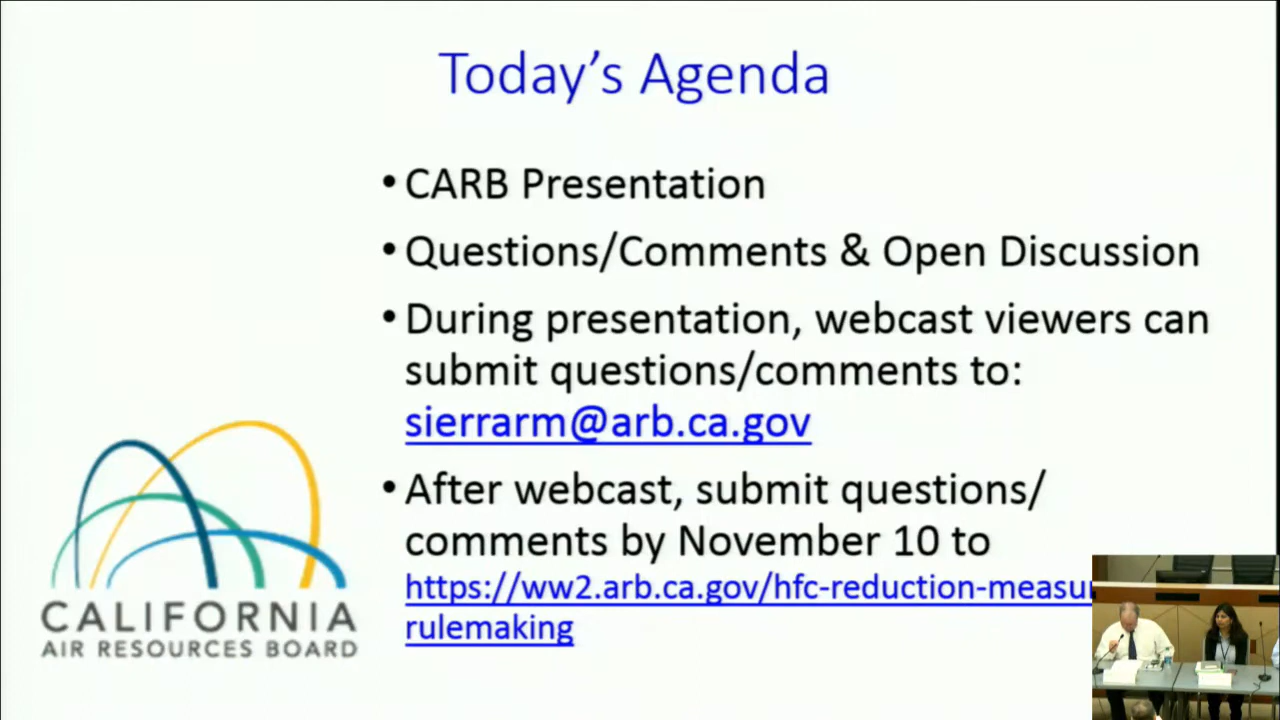 Today's Agenda
• CARB Presentation
• Questions/Comments & Open Discussion
• During presentation, webcast viewers can
submit questions/comments to:
sierrarm@arb.ca.gov
• After webcast, submit questions/
comments by November 10 to
https://ww2.arb.ca.gov/hfc-reduction-measu
rulemaking
CALIFORNIA
AIR RESOURCES BOARD